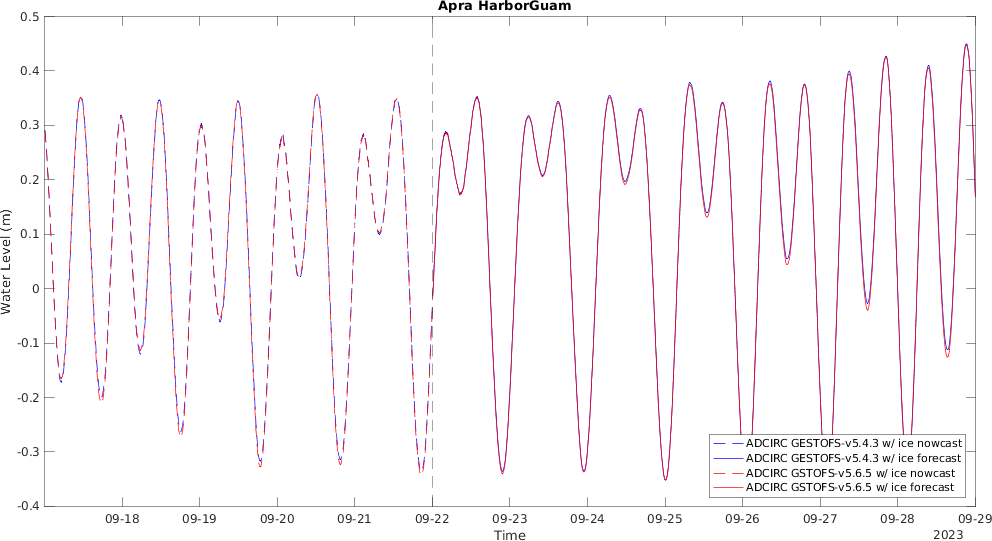 Apra HarborGuam
Water Level (m)
0.5
0.4
0.3
0.2
0.1
0
-0.1
-0.2
-0.3
-0.4
ADCIRC GESTOFS-v5.4.3 w/ ice nowcast
ADCIRC GESTOFS-v5.4.3 w/ ice forecast
ADCIRC GSTOFS-v5.6.5 w/ ice nowcast
ADCIRC GSTOFS-v5.6.5 w/ ice forecast
09-18 09-19 09-20 09-21 09-22 09-23 09-24 09-25 09-26 09-27 09-28 09-29
Time
2023